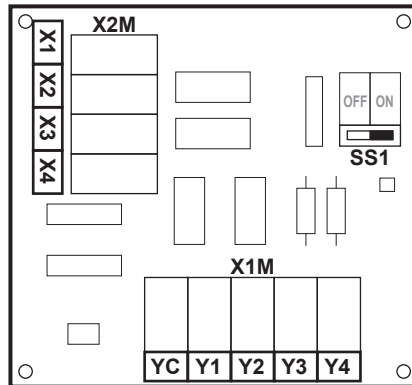 X2M
X1
X2
X3
X4
OFF ON
SS1
X1M
YC Y1 Y2 Y3 Y4